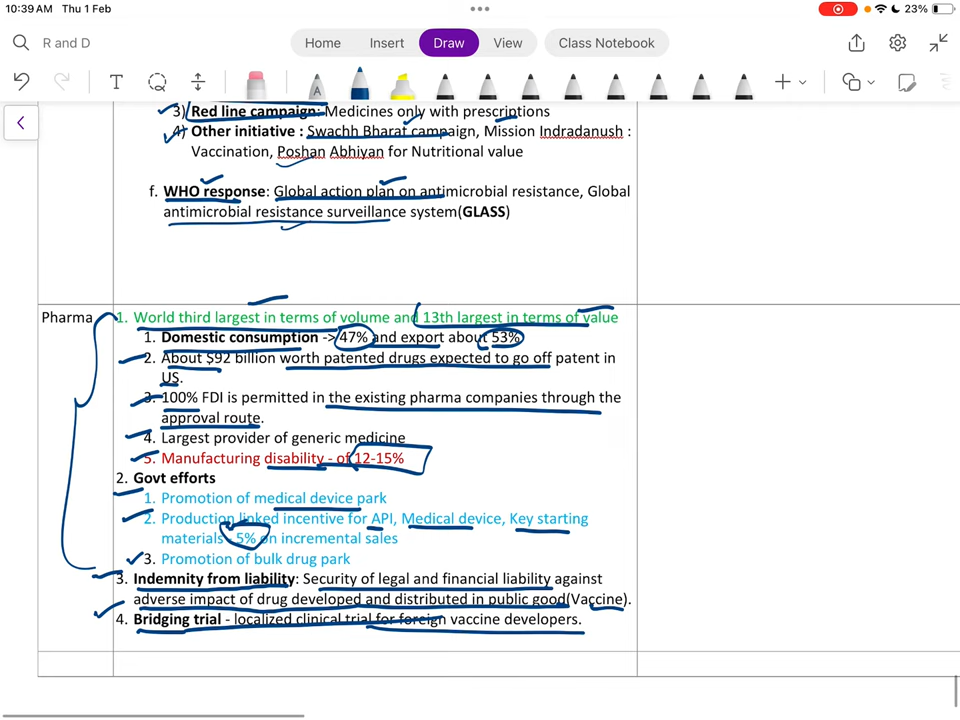 10:39 AM Thu 1 Feb
23%
R and D
Home Insert Draw View Class Notebook
T
A
3) Red line campaign: Medicines only with prescriptions
4) Other initiative : Swachh Bharat campaign, Mission Indradanush :
Vaccination, Poshan Abhiyan for Nutritional value
f. WHO response: Global action plan on antimicrobial resistance, Global
antimicrobial resistance surveillance system(GLASS)
Pharma
1. World third largest in terms of volume and 13th largest in terms of value
1. Domestic consumption -> 47% and export about 53%
2. About $92 billion worth patented drugs expected to go off patent in
US.
3. 100% FDI is permitted in the existing pharma companies through the
approval route.
4. Largest provider of generic medicine
5. Manufacturing disability - of 12-15%
2. Govt efforts
1. Promotion of medical device park
2. Production linked incentive for API, Medical device, Key starting
materials - 5% on incremental sales
3. Promotion of bulk drug park
3. Indemnity from liability: Security of legal and financial liability against
adverse impact of drug developed and distributed in public good(Vaccine).
4. Bridging trial - localized clinical trial for foreign vaccine developers.